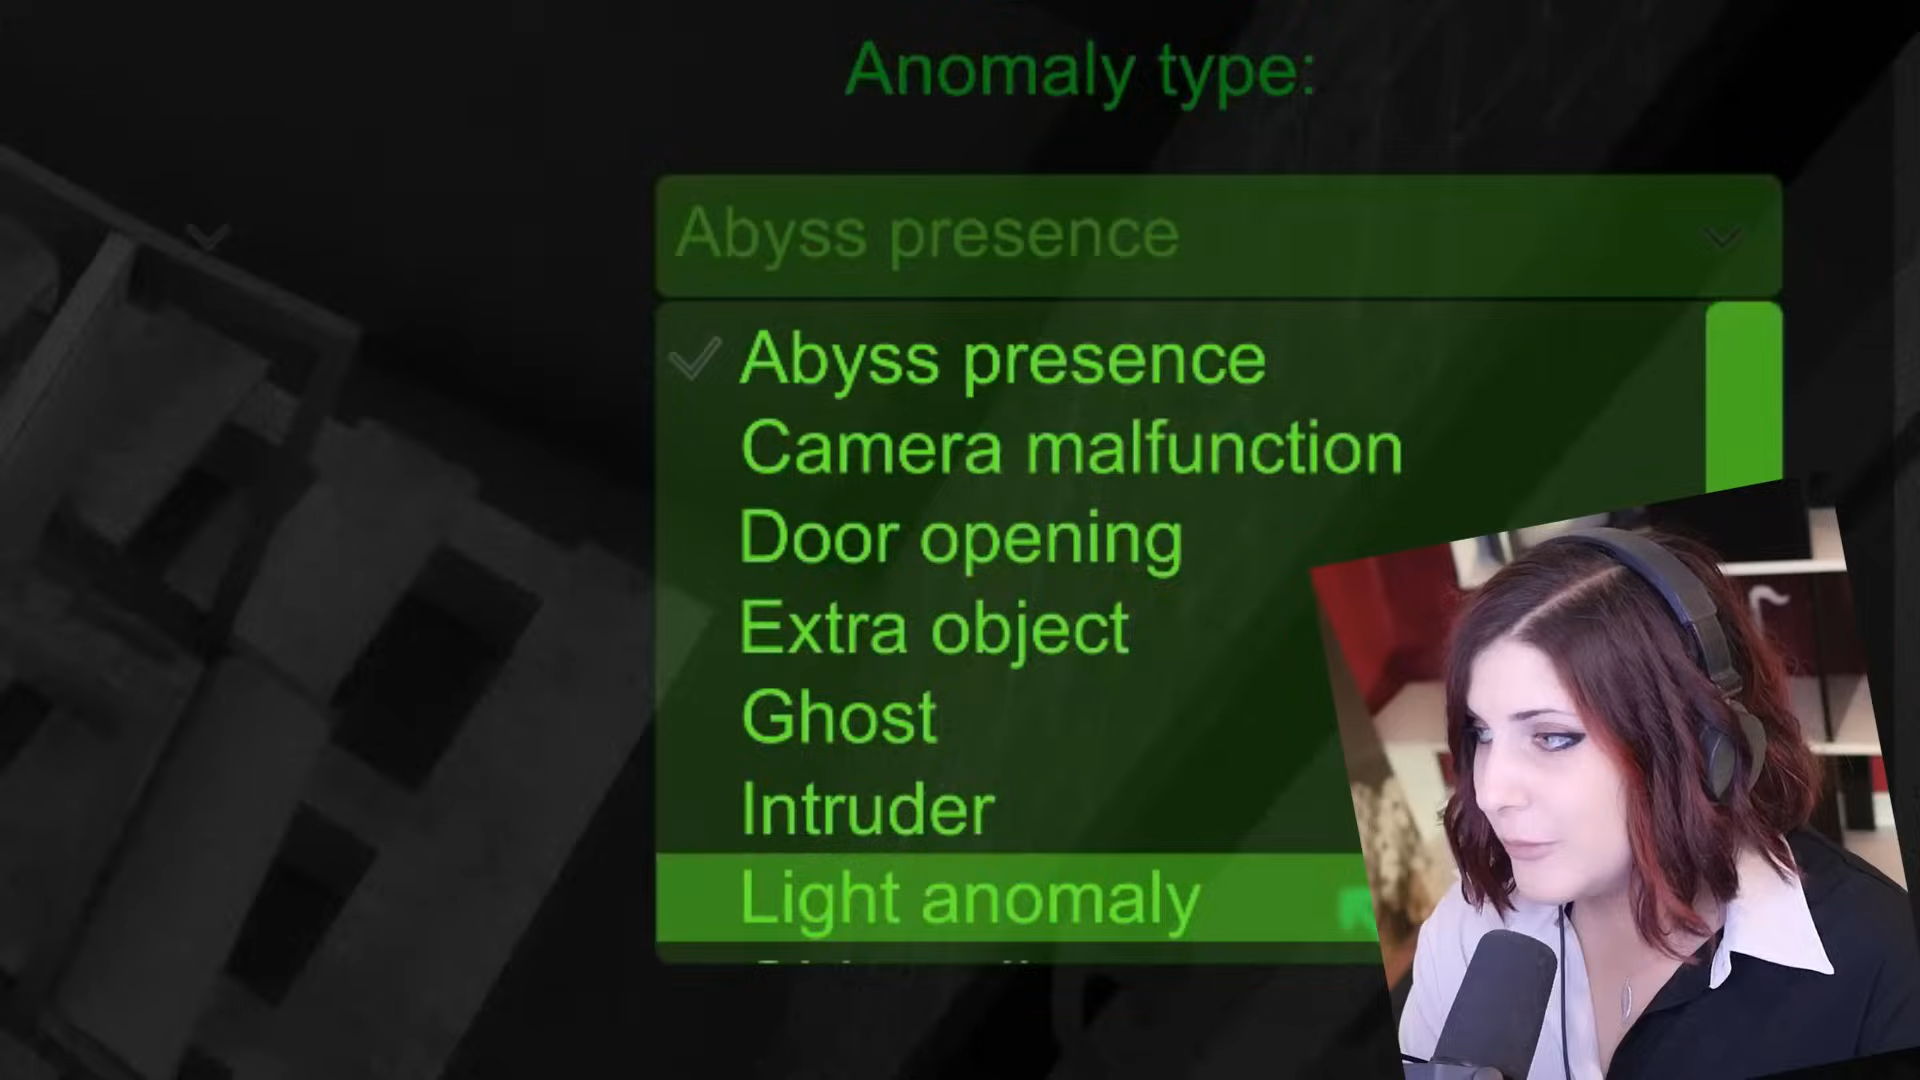 Anomaly type:
Abyss presence
Abyss presence
Camera malfunction
Door opening
Extra object
Ghost
Intruder
Light anomaly